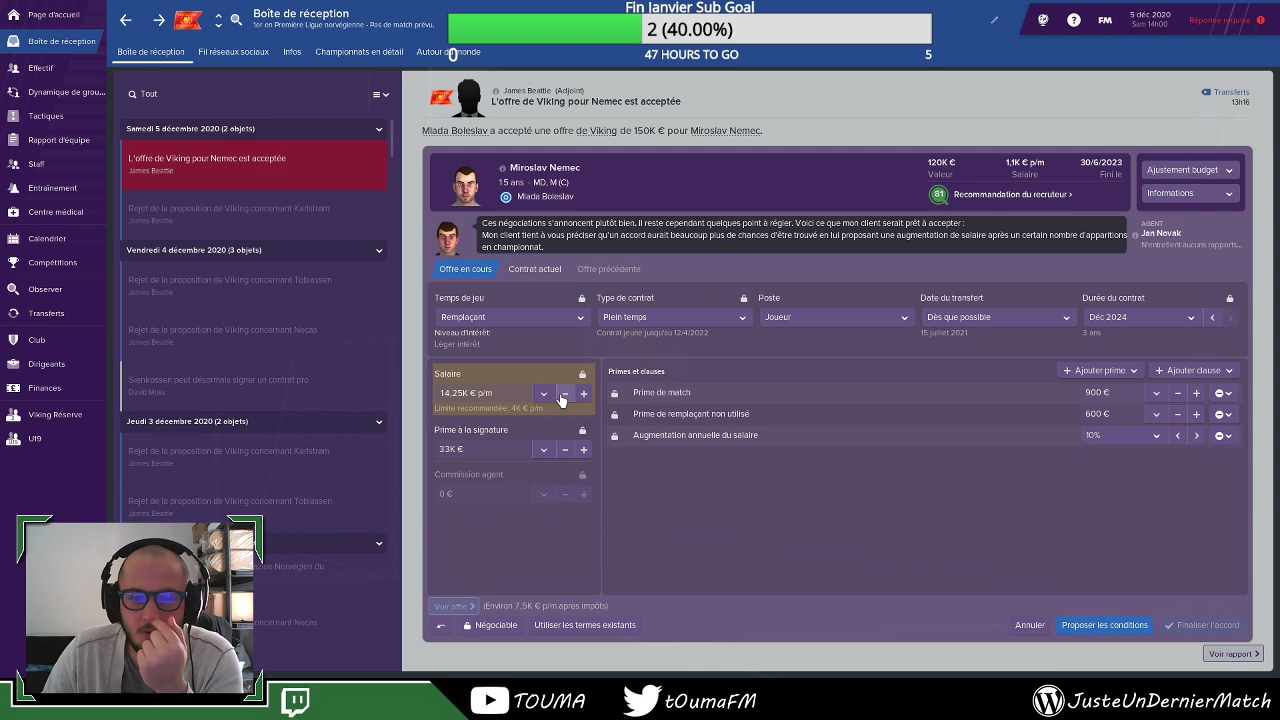 Page d'accueil
Boîte de réception
Effectif
Dynamique de grou...
Tactiques
Rapport d'équipe
Staff
Entraînement
Centre médical
Calendrier
Compétitions
Observer
Transferts
Club
Dirigeants
Finances
Viking Réserve
U19
Boîte de réception
1er en Première Ligue norvégienne - Pas de match prévu.
Fin Janvier Sub Goal
2 (40.00%)
0
47 HOURS TO GO
5
FM
5 déc 2020
Sam 14h00
Réponse requise
Boîte de réception
Fil réseaux sociaux
Infos
Championnats en détail
Autour du monde
Tout
Samedi 5 décembre 2020 (2 objets)
L'offre de Viking pour Nemec est acceptée
James Beattie
Rejet de la proposition de Viking concernant Karlstrøm
James Beattie
Vendredi 4 décembre 2020 (3 objets)
Rejet de la proposition de Viking concernant Tobiassen
James Beattie
Rejet de la proposition de Viking concernant Necas
James Beattie
Sienkossen peut désormais signer un contrat pro
David Moss
Jeudi 3 décembre 2020 (2 objets)
Rejet de la proposition de Viking concernant Karlstrøm
James Beattie
Rejet de la proposition de Viking concernant Tobiassen
James Beattie
James Beattie (Adjoint)
L'offre de Viking pour Nemec est acceptée
Transferts
13h16
Mlada Boleslav a accepté une offre de Viking de 150K € pour Miroslav Nemec.
Miroslav Nemec
15 ans - MD, M (C)
Mlada Boleslav
120K €
Valeur
1,1K € p/m
Salaire
30/6/2023
Fini le
81
Recommandation du recruteur >
Ajustement budget
Informations
Ces négociations s'annoncent plutôt bien. Il reste cependant quelques point à régler. Voici ce que mon client serait prêt à accepter :
Mon client tient à vous préciser qu'un accord aurait beaucoup plus de chances d'être trouvé en lui proposant une augmentation de salaire après un certain nombre d'apparitions
en championnat.
AGENT
Jan Novak
N'entretient aucuns rapports...
Offre en cours
Contrat actuel
Offre précédente
Temps de jeu
Remplaçant
Niveau d'intérêt:
Léger intérêt
Type de contrat
Plein temps
Contrat jeune jusqu'au 12/4/2022
Poste
Joueur
Date du transfert
Dès que possible
15 juillet 2021
Durée du contrat
Déc 2024
3 ans
Salaire
14.25K € p/m
Limite recommandée: 4K € p/m
Prime à la signature
33K €
Commission agent
0 €
Primes et clauses
Ajouter prime
Ajouter clause
Prime de match
900 €
Prime de remplaçant non utilisé
600 €
Augmentation annuelle du salaire
10%
Voir offre >
(Environ 7,5K € p/m après impôts)
Négociable
Utiliser les termes existants
Annuler
Proposer les conditions
Finaliser l'accord
Voir rapport >
TOUMA
tOumaFM
JusteUnDernierMatch